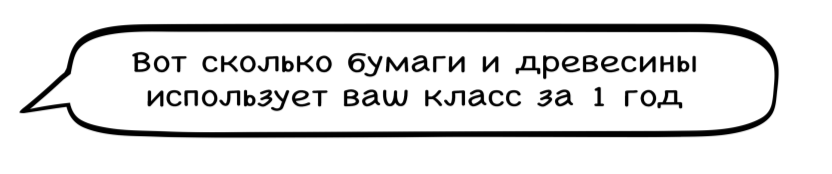 Вот сколько бумаги и древесины
использует ваш класс за 1 год